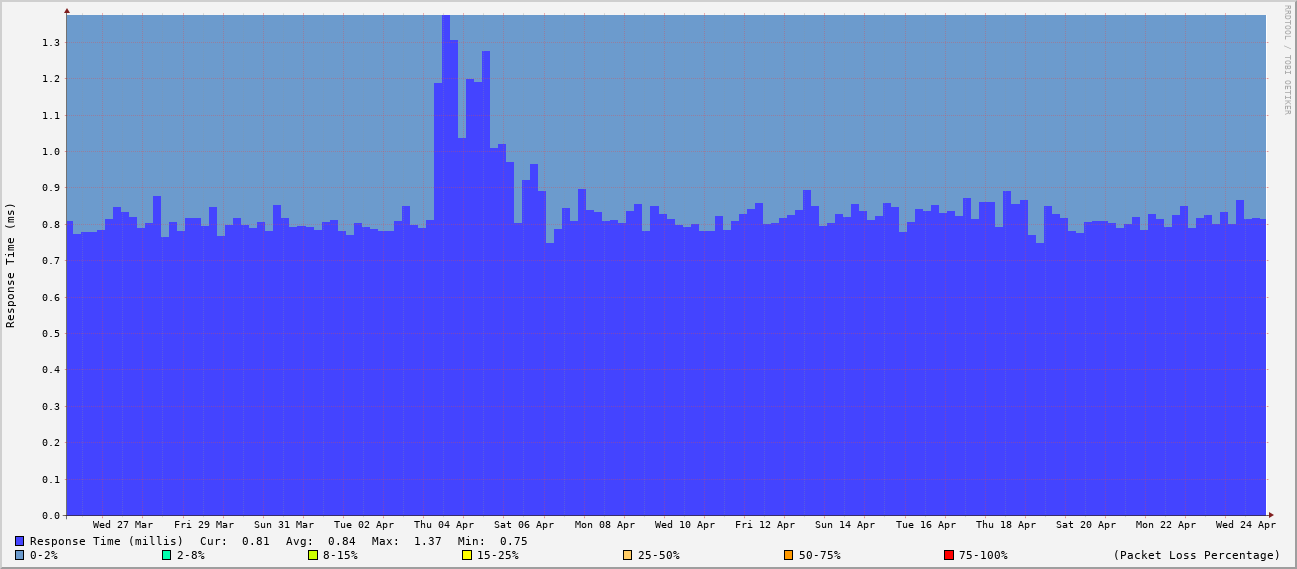 RRDTOOL / TOBI OETIKER
Response Time (ms)
1.3
1.2
1.1
1.0
0.9
0.8
0.7
0.6
0.5
0.4
0.3
0.2
0.1
0.0
Wed 27 Mar Fri 29 Mar Sun 31 Mar Tue 02 Apr Thu 04 Apr Sat 06 Apr Mon 08 Apr Wed 10 Apr Fri 12 Apr Sun 14 Apr Tue 16 Apr Thu 18 Apr Sat 20 Apr Mon 22 Apr Wed 24 Apr
Response Time (millis) Cur: 0.81 Avg: 0.84 Max: 1.37 Min: 0.75
0-2% 2-8% 8-15% 15-25% 25-50% 50-75% 75-100% (Packet Loss Percentage)